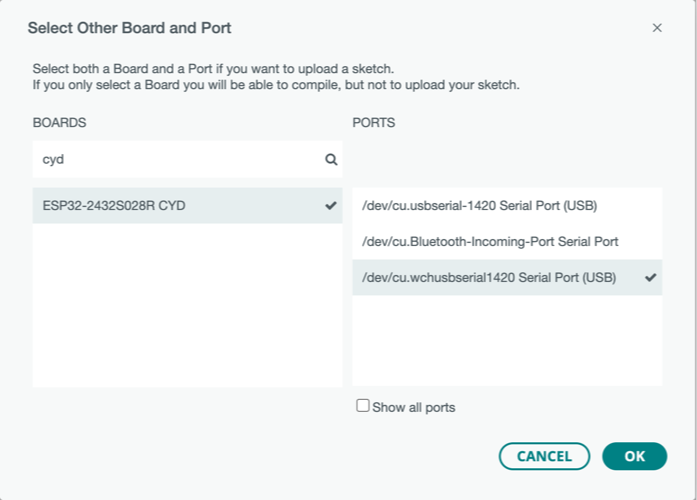 Select Other Board and Port
Select both a Board and a Port if you want to upload a sketch.
If you only select a Board you will be able to compile, but not to upload your sketch.
BOARDS
cyd
ESP32-2432S028R CYD
PORTS
/dev/cu.usbserial-1420 Serial Port (USB)
/dev/cu.Bluetooth-Incoming-Port Serial Port
/dev/cu.wchusbserial1420 Serial Port (USB)
Show all ports
CANCEL
OK